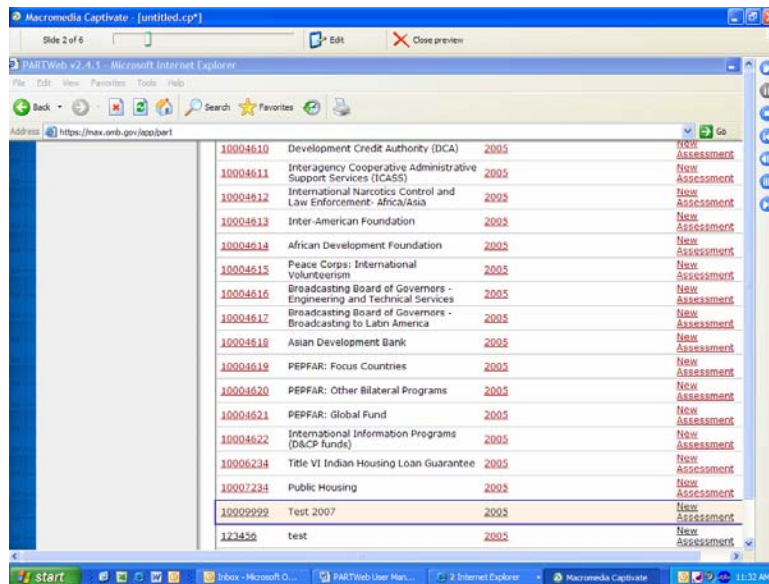 Macromedia Captivate - [untitled.cp*]
Slide 2 of 6 Edit Close preview
PARTWeb v2.4.1 - Microsoft Internet Explorer
File Edit View Favorites Tools Help
Back Search Favorites
Address https://max.omb.gov/app/part Go
10004610 Development Credit Authority (DCA) 2005 New Assessment
10004611 Interagency Cooperative Administrative Support Services (ICASS) 2005 New Assessment
10004612 International Narcotics Control and Law Enforcement- Africa/Asia 2005 New Assessment
10004613 Inter-American Foundation 2005 New Assessment
10004614 African Development Foundation 2005 New Assessment
10004615 Peace Corps: International Volunteerism 2005 New Assessment
10004616 Broadcasting Board of Governors - Engineering and Technical Services 2005 New Assessment
10004617 Broadcasting Board of Governors - Broadcasting to Latin America 2005 New Assessment
10004618 Asian Development Bank 2005 New Assessment
10004619 PEPFAR: Focus Countries 2005 New Assessment
10004620 PEPFAR: Other Bilateral Programs 2005 New Assessment
10004621 PEPFAR: Global Fund 2005 New Assessment
10004622 International Information Programs (D&CP funds) 2005 New Assessment
10006234 Title VI Indian Housing Loan Guarantee 2005 New Assessment
10007234 Public Housing 2005 New Assessment
10009999 Test 2007 2005 New Assessment
123456 test 2005 New Assessment
start Inbox - Microsoft O... PARTWeb User Man... 2 Internet Explorer Macromedia Captivate 11:32 AM